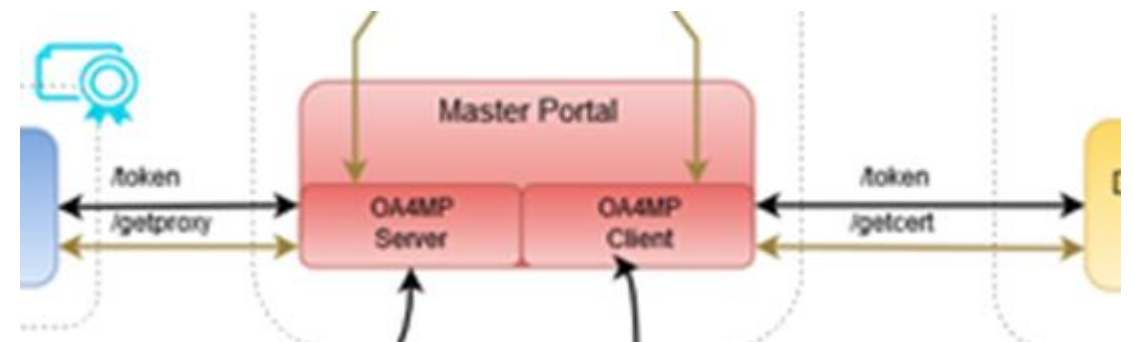 Master Portal
/token
/token
OA4MP
Server
OA4MP
Client
/getproxy
/getcert